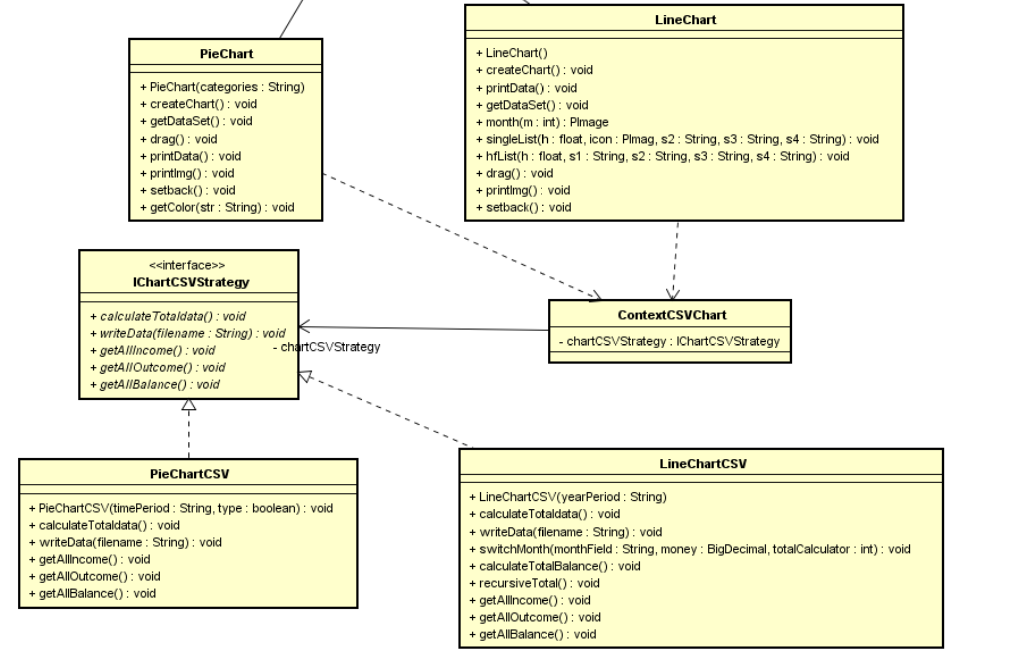 PieChart
+ PieChart(categories : String)
+ createChart() : void
+ getDataSet() : void
+ drag() : void
+ printData() : void
+ printImg() : void
+ setback() : void
+ getColor(str : String) : void
LineChart
+ LineChart()
+ createChart() : void
+ printData() : void
+ getDataSet() : void
+ month(m : int) : PImage
+ singleList(h : float, icon : PImag, s2 : String, s3 : String, s4 : String) : void
+ hfList(h : float, s1 : String, s2 : String, s3 : String, s4 : String) : void
+ drag() : void
+ printImg() : void
+ setback() : void
<<interface>>
IChartCSVStrategy
+ calculateTotaldata() : void
+ writeData(filename : String) : void
+ getAllIncome() : void
+ getAllOutcome() : void
+ getAllBalance() : void
- chartCSVStrategy
ContextCSVChart
- chartCSVStrategy : IChartCSVStrategy
PieChartCSV
+ PieChartCSV(timePeriod : String, type : boolean) : void
+ calculateTotaldata() : void
+ writeData(filename : String) : void
+ getAllIncome() : void
+ getAllOutcome() : void
+ getAllBalance() : void
LineChartCSV
+ LineChartCSV(yearPeriod : String)
+ calculateTotaldata() : void
+ writeData(filename : String) : void
+ switchMonth(monthField : String, money : BigDecimal, totalCalculator : int) : void
+ calculateTotalBalance() : void
+ recursiveTotal() : void
+ getAllIncome() : void
+ getAllOutcome() : void
+ getAllBalance() : void